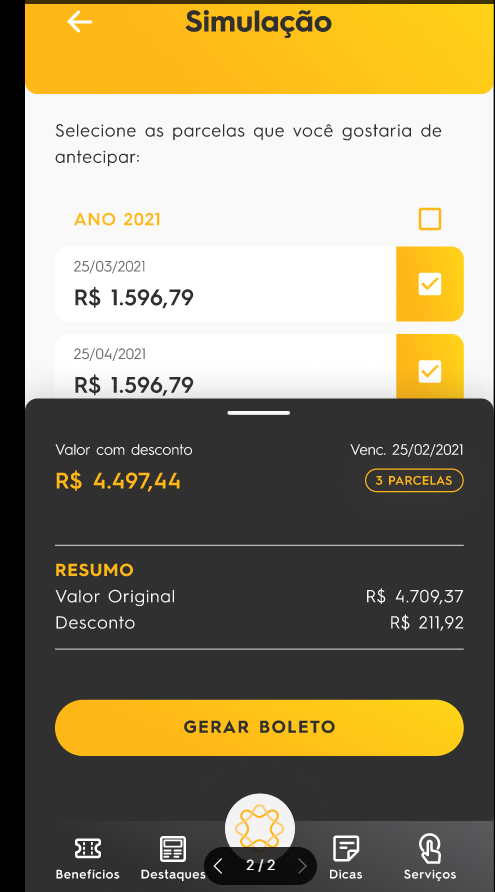 Simulação
Selecione as parcelas que você gostaria de
antecipar:
ANO 2021
25/03/2021
R$ 1.596,79
25/04/2021
R$ 1.596,79
Valor com desconto
Venc. 25/02/2021
R$ 4.497,44
3 PARCELAS
RESUMO
Valor Original
R$ 4.709,37
Desconto
R$ 211,92
GERAR BOLETO
Benefícios
Destaques
2/2
Dicas
Serviços